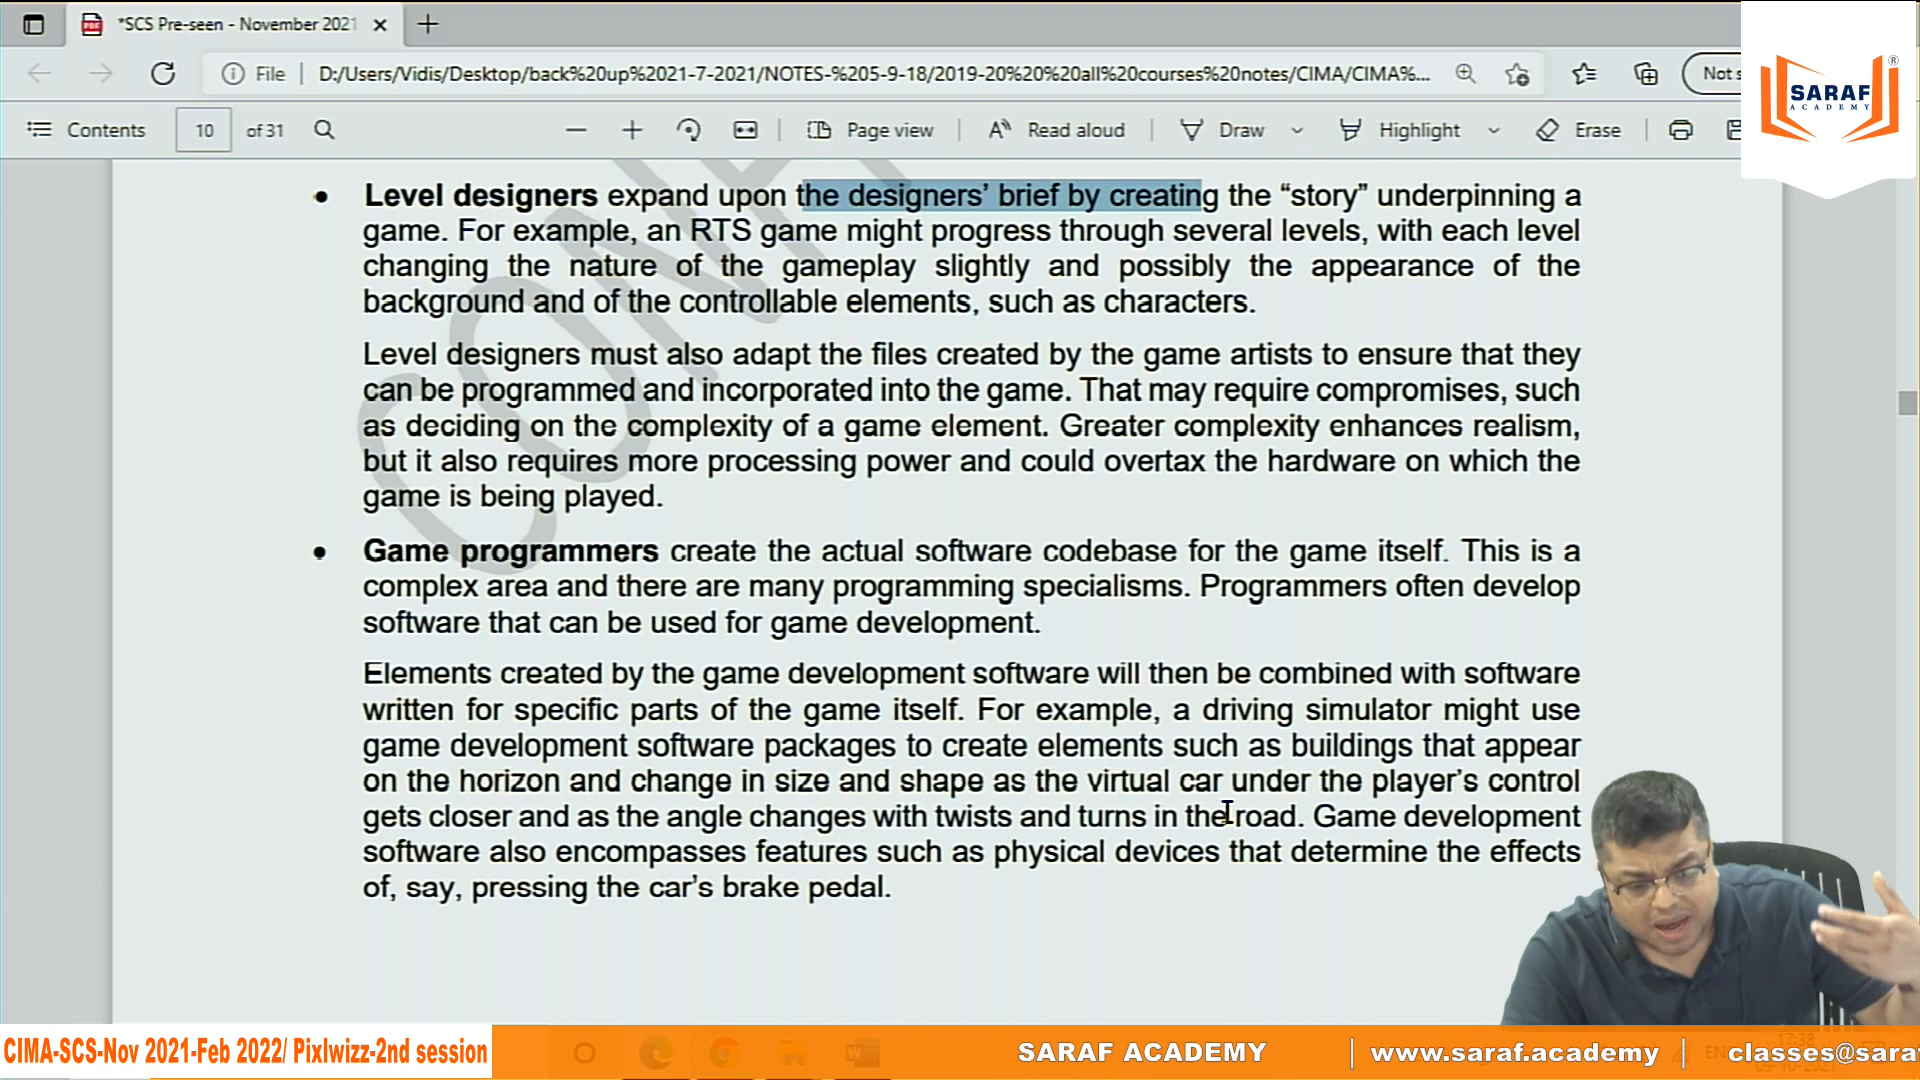 *SCS Pre-seen - November 2021
File D:/Users/Vidis/Desktop/back%20up%2021-7-2021/NOTES-%205-9-18/2019-20%20%20all%20courses%20notes/CIMA/CIMA%...
Not s
SARAF
ACADEMY
®
Contents 10 of 31 Page view Read aloud Draw Highlight Erase
• Level designers expand upon the designers’ brief by creating the “story” underpinning a
game. For example, an RTS game might progress through several levels, with each level
changing the nature of the gameplay slightly and possibly the appearance of the
background and of the controllable elements, such as characters.
Level designers must also adapt the files created by the game artists to ensure that they
can be programmed and incorporated into the game. That may require compromises, such
as deciding on the complexity of a game element. Greater complexity enhances realism,
but it also requires more processing power and could overtax the hardware on which the
game is being played.
• Game programmers create the actual software codebase for the game itself. This is a
complex area and there are many programming specialisms. Programmers often develop
software that can be used for game development.
Elements created by the game development software will then be combined with software
written for specific parts of the game itself. For example, a driving simulator might use
game development software packages to create elements such as buildings that appear
on the horizon and change in size and shape as the virtual car under the player’s control
gets closer and as the angle changes with twists and turns in the road. Game development
software also encompasses features such as physical devices that determine the effects
of, say, pressing the car’s brake pedal.
CIMA-SCS-Nov 2021-Feb 2022/ Pixlwizz-2nd session
SARAF ACADEMY | www.saraf.academy | classes@sara